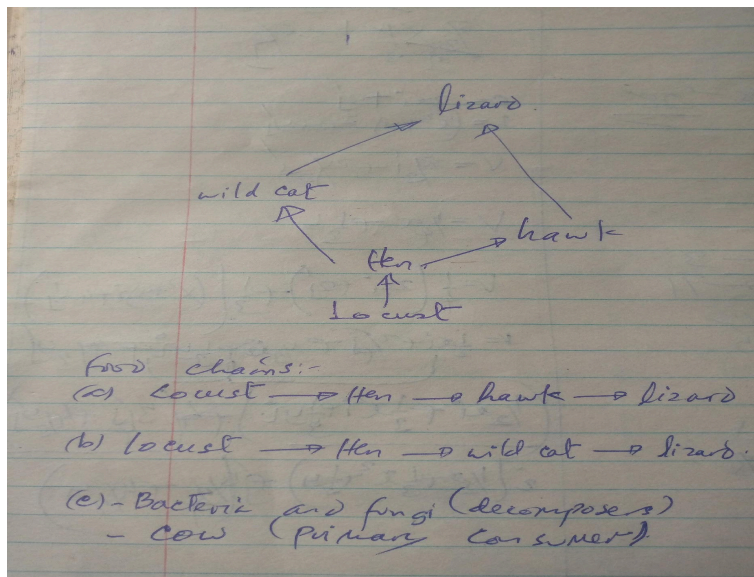 lizard.
wild cat
hawk
Hen
Locust
Food chains:-
(a) Locust → Hen → hawk → lizard
(b) Locust → Hen → wild cat → lizard.
(c) - Bacteria and fungi (decomposers)
- Cow (primary consumer).